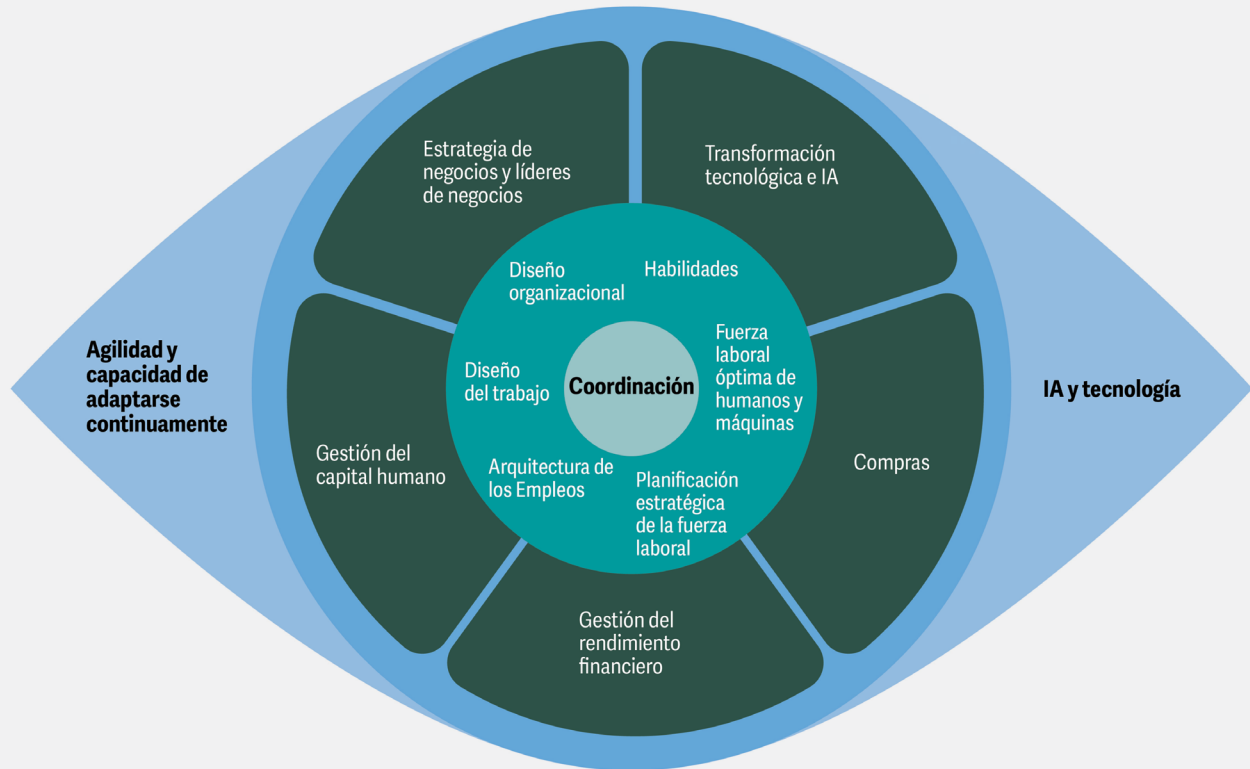 Estrategia de
negocios y líderes
de negocios
Transformación
tecnológica e IA
Diseño
organizacional
Habilidades
Agilidad y
capacidad de
adaptarse
continuamente
Diseño
del trabajo
Coordinación
Fuerza
laboral
óptima de
humanos y
máquinas
IA y tecnología
Gestión del
capital humano
Arquitectura de
los Empleos
Planificación
estratégica
de la fuerza
laboral
Compras
Gestión del
rendimiento
financiero